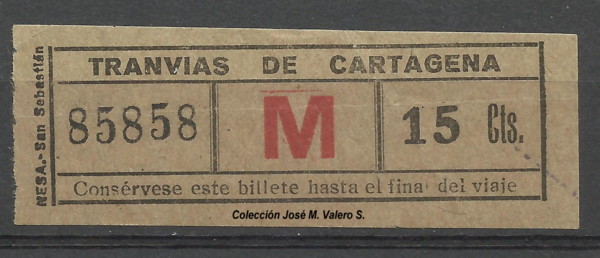 TRANVIAS DE CARTAGENA
85858 M 15 Cts.
Consérvese este billete hasta el final del viaje
NESA.- San Sebastián
Colección José M. Valero S.